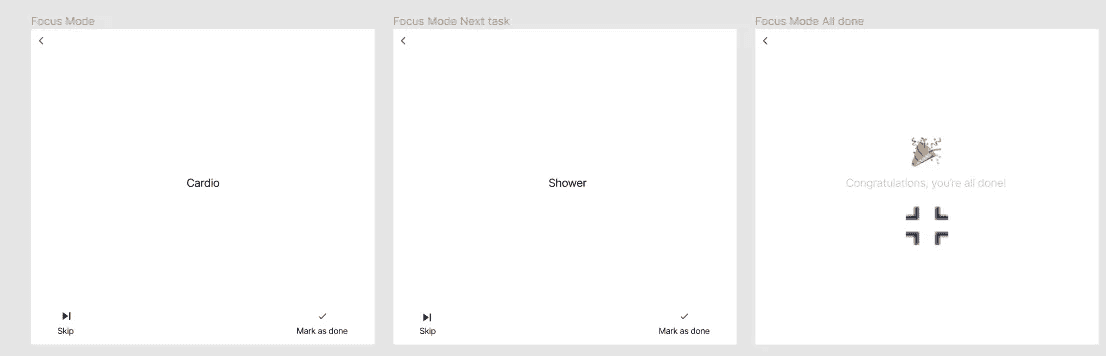 Focus Mode
Focus Mode Next task
Focus Mode All done
Cardio
Shower
Congratulations, you're all done!
Skip
Mark as done
Skip
Mark as done